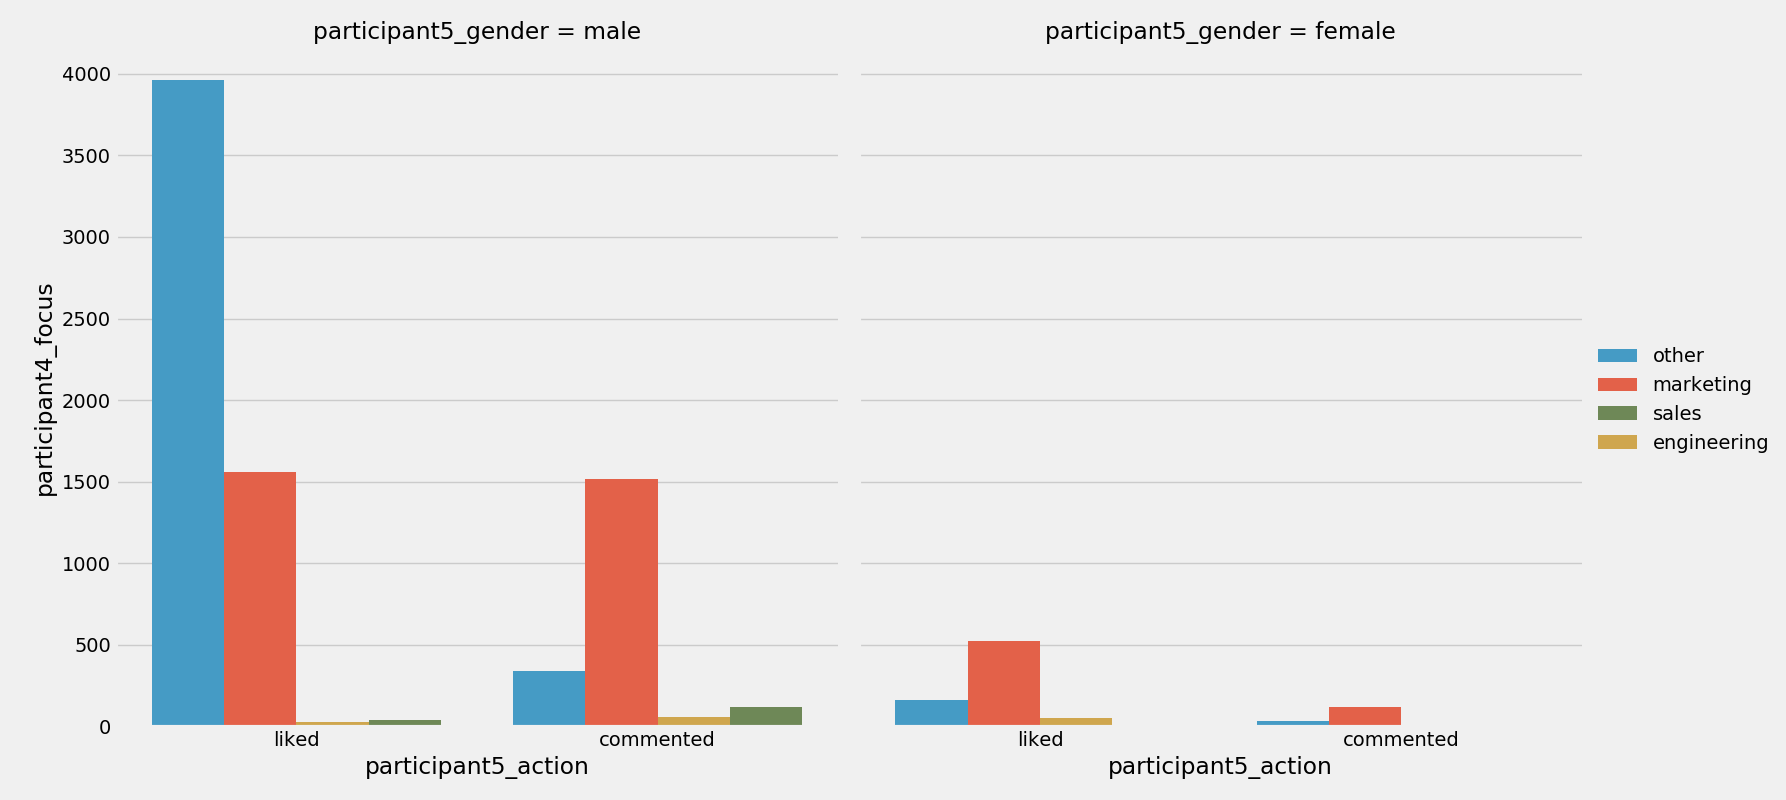 participant5_gender = male
participant5_gender = female
4000
3500
3000
2500
2000
1500
1000
500
0
participant4_focus
liked
commented
liked
commented
participant5_action
participant5_action
other
marketing
sales
engineering